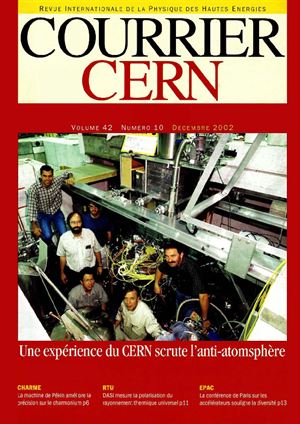 REVUE INTERNATIONALE DE LA PHYSIQUE DES HAUTES ENERGIES
COURRIER
CERN
VOLUME 42 NUMÉRO 10 DÉCEMBRE 2002
Une expérience du CERN scrute l'anti-atomsphère
CHARME
La machine de Pékin améliore la
précision sur le charmonium p6
RTU
DASI mesure la polarisation du
rayonnement thermique universel p11
EPAC
La conférence de Paris sur les
accélérateurs souligne la diversité p13